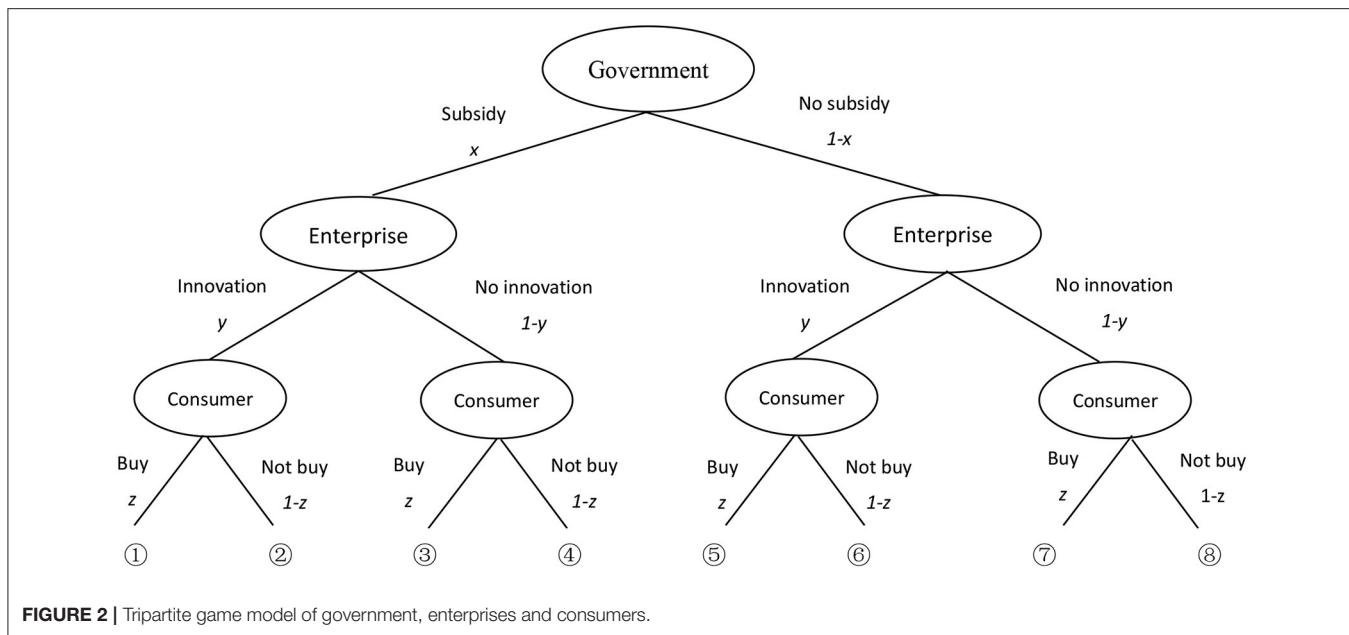 Government
Subsidy
No subsidy
x
1-x
Enterprise
Enterprise
Innovation
No innovation
Innovation
No innovation
y
1-y
y
1-y
Consumer
Consumer
Consumer
Consumer
Buy
Not buy
Buy
Not buy
Buy
Not buy
Buy
Not buy
z
1-z
z
1-z
z
1-z
z
1-z
① ② ③ ④ ⑤ ⑥ ⑦ ⑧
FIGURE 2 | Tripartite game model of government, enterprises and consumers.